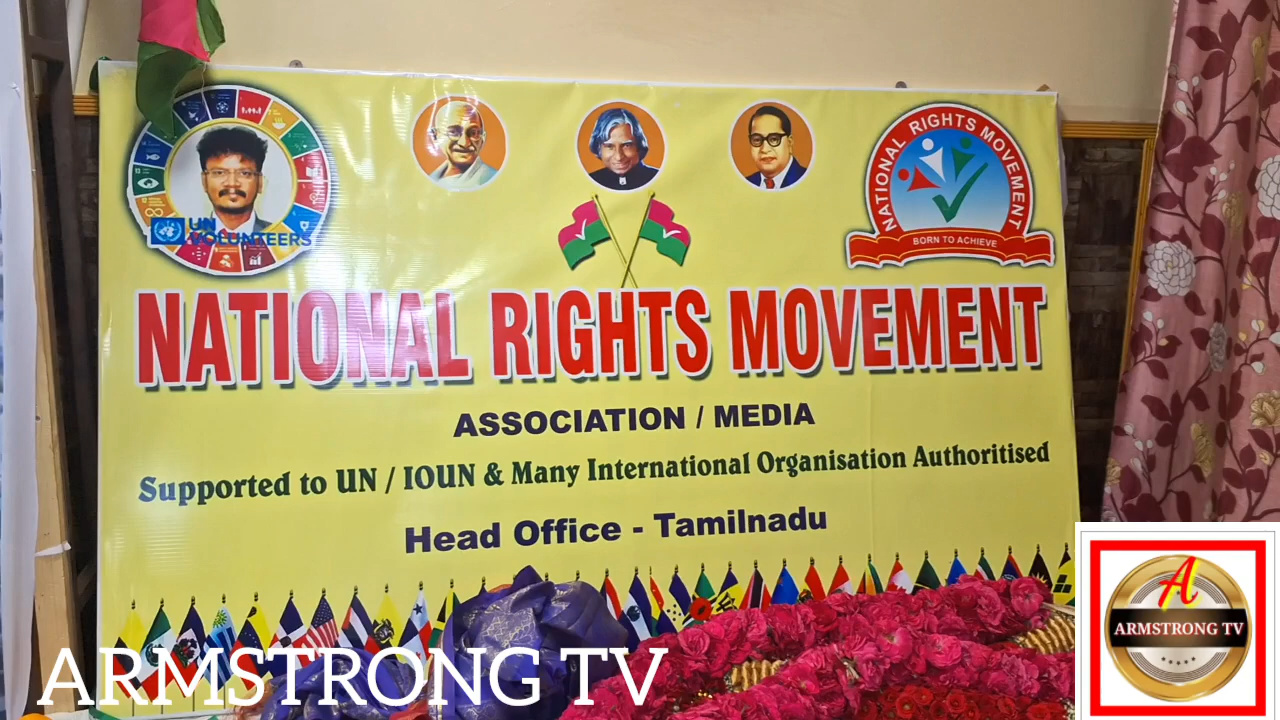 UN
VOLUNTEERS
NATIONAL RIGHTS MOVEMENT
BORN TO ACHIEVE
NATIONAL RIGHTS MOVEMENT
ASSOCIATION / MEDIA
Supported to UN / IOUN & Many International Organisation Authoritised
Head Office - Tamilnadu
ARMSTRONG TV
A
ARMSTRONG TV